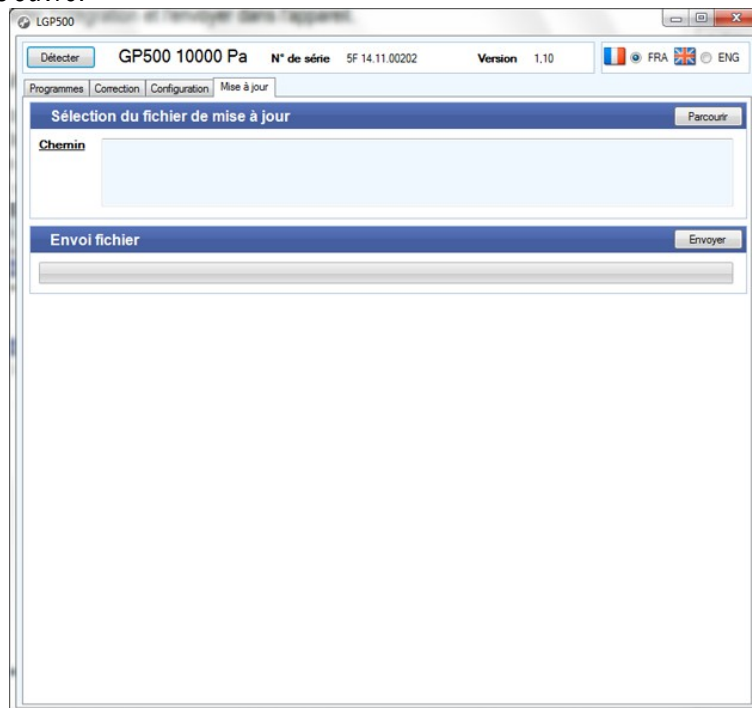 LGP500
Détecter GP500 10000 Pa N° de série 5F 14.11.00202 Version 1.10 FRA ENG
Programmes Correction Configuration Mise à jour
Sélection du fichier de mise à jour Parcourir
Chemin
Envoi fichier Envoyer